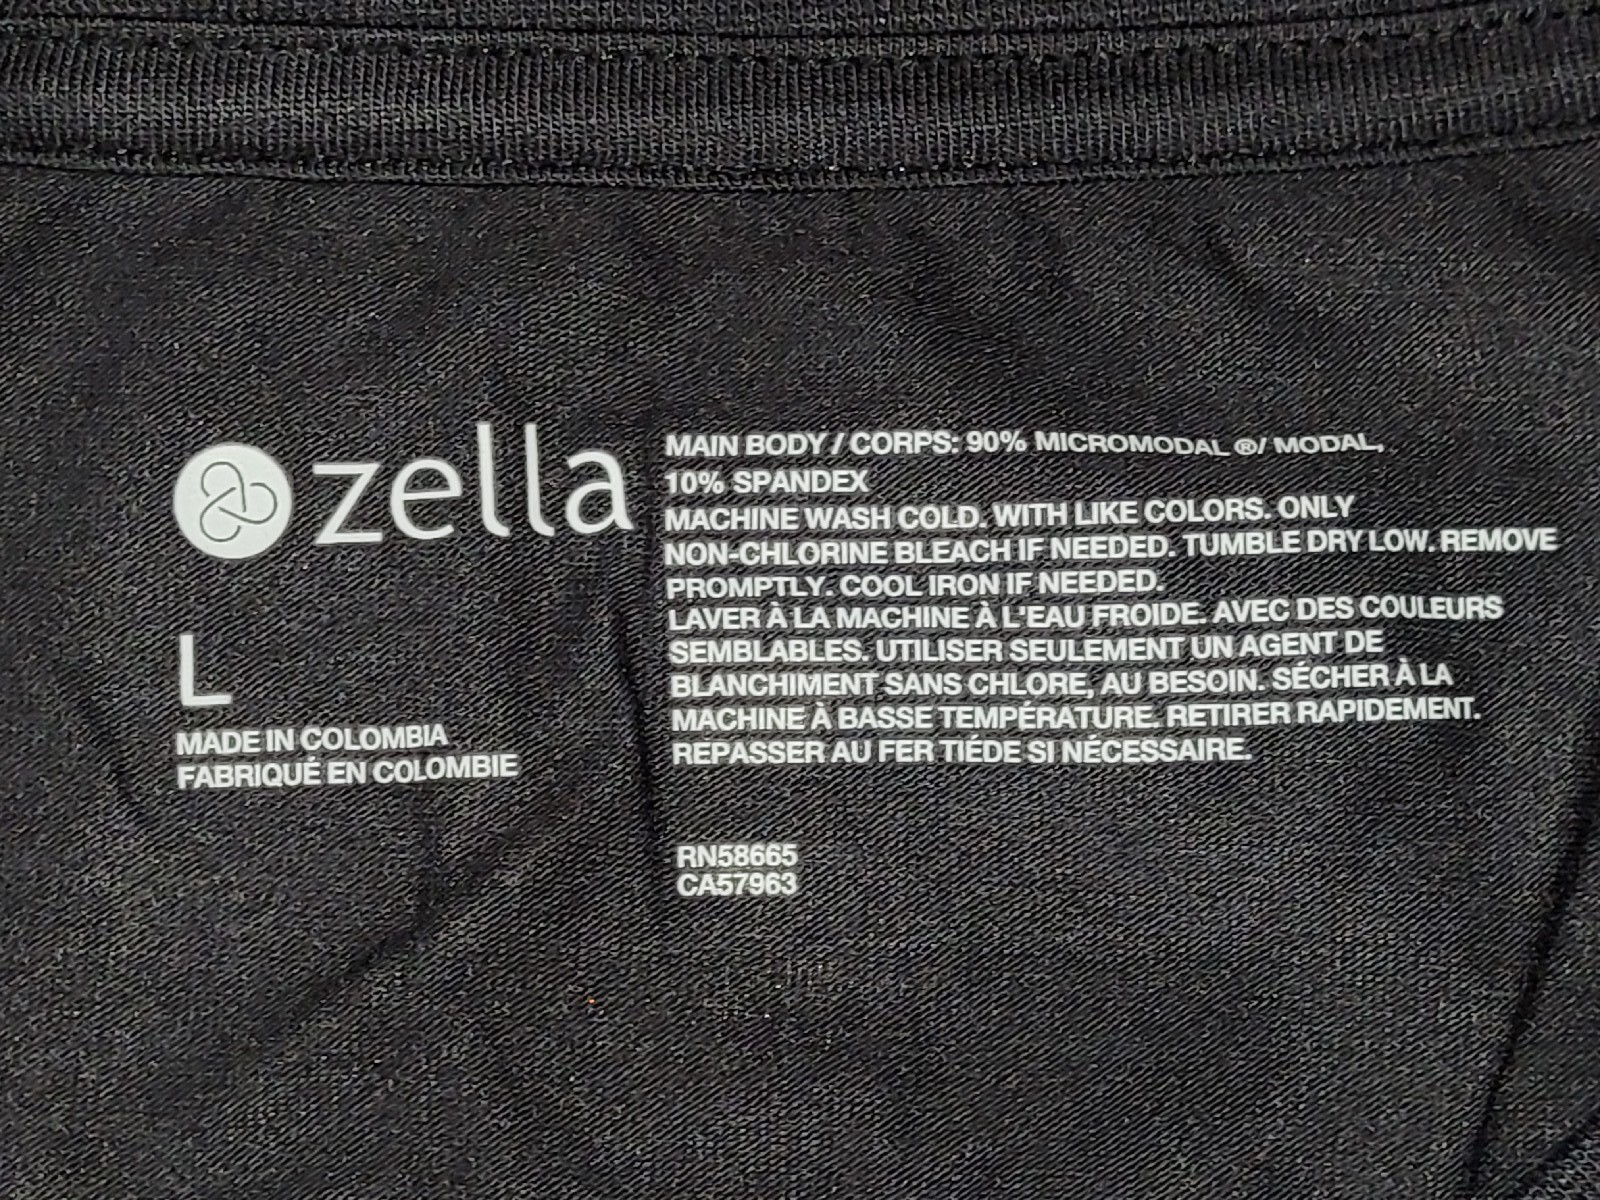 zella
L
MADE IN COLOMBIA
FABRIQUÉ EN COLOMBIE
MAIN BODY / CORPS: 90% MICROMODAL ®/ MODAL,
10% SPANDEX
MACHINE WASH COLD. WITH LIKE COLORS. ONLY
NON-CHLORINE BLEACH IF NEEDED. TUMBLE DRY LOW. REMOVE
PROMPTLY. COOL IRON IF NEEDED.
LAVER À LA MACHINE À L'EAU FROIDE. AVEC DES COULEURS
SEMBLABLES. UTILISER SEULEMENT UN AGENT DE
BLANCHIMENT SANS CHLORE, AU BESOIN. SÉCHER À LA
MACHINE À BASSE TEMPÉRATURE. RETIRER RAPIDEMENT.
REPASSER AU FER TIÉDE SI NÉCESSAIRE.
RN58665
CA57963